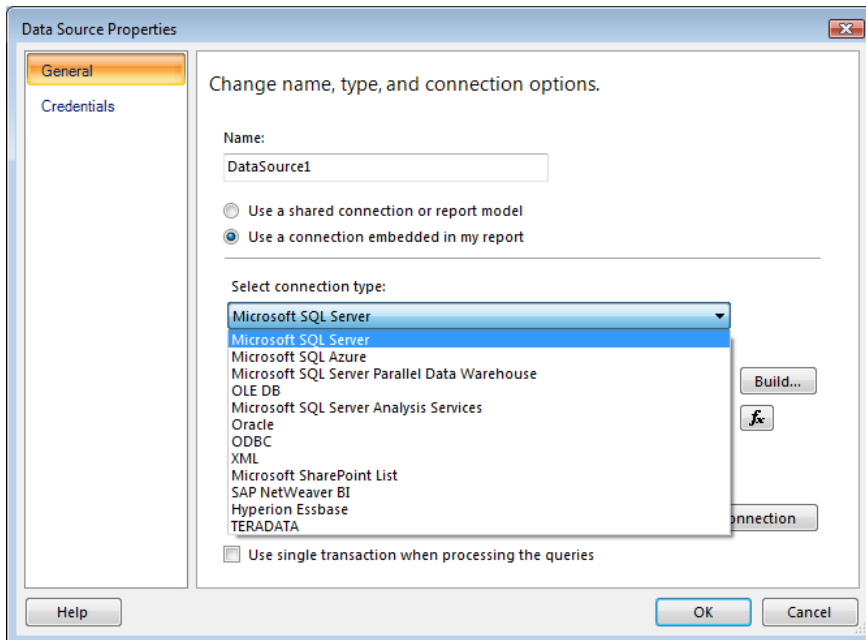 Data Source Properties
General
Credentials
Change name, type, and connection options.
Name:
DataSource1
Use a shared connection or report model
Use a connection embedded in my report
Select connection type:
Microsoft SQL Server
Microsoft SQL Server
Microsoft SQL Azure
Microsoft SQL Server Parallel Data Warehouse
OLE DB
Microsoft SQL Server Analysis Services
Oracle
ODBC
XML
Microsoft SharePoint List
SAP NetWeaver BI
Hyperion Essbase
TERADATA
Build...
fx
onnection
Use single transaction when processing the queries
Help
OK
Cancel